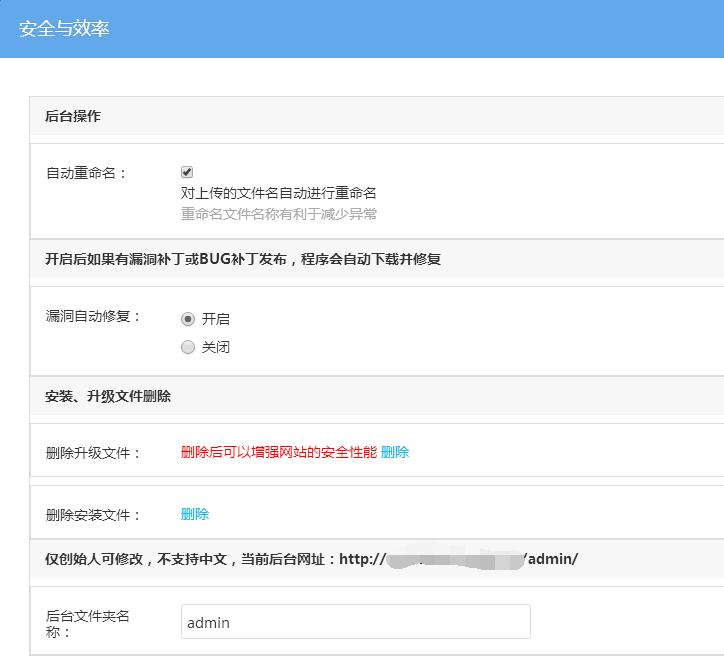 安全与效率
后台操作
自动重命名：
对上传的文件名自动进行重命名
重命名文件名称有利于减少异常
开启后如果有漏洞补丁或BUG补丁发布，程序会自动下载并修复
漏洞自动修复：
开启
关闭
安装、升级文件删除
删除升级文件： 删除后可以增强网站的安全性能 删除
删除安装文件： 删除
仅创始人可修改，不支持中文，当前后台网址：http:// /admin/
后台文件夹名
称：
admin